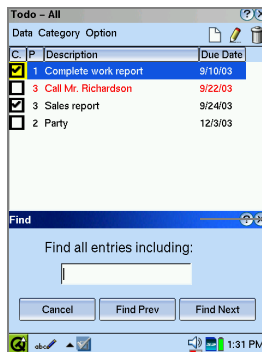 Todo - All
Data Category Option
C. P Description Due Date
1 Complete work report 9/10/03
3 Call Mr. Richardson 9/22/03
3 Sales report 9/24/03
2 Party 12/3/03
Find
Find all entries including:
Cancel Find Prev Find Next
abc 1:31 PM